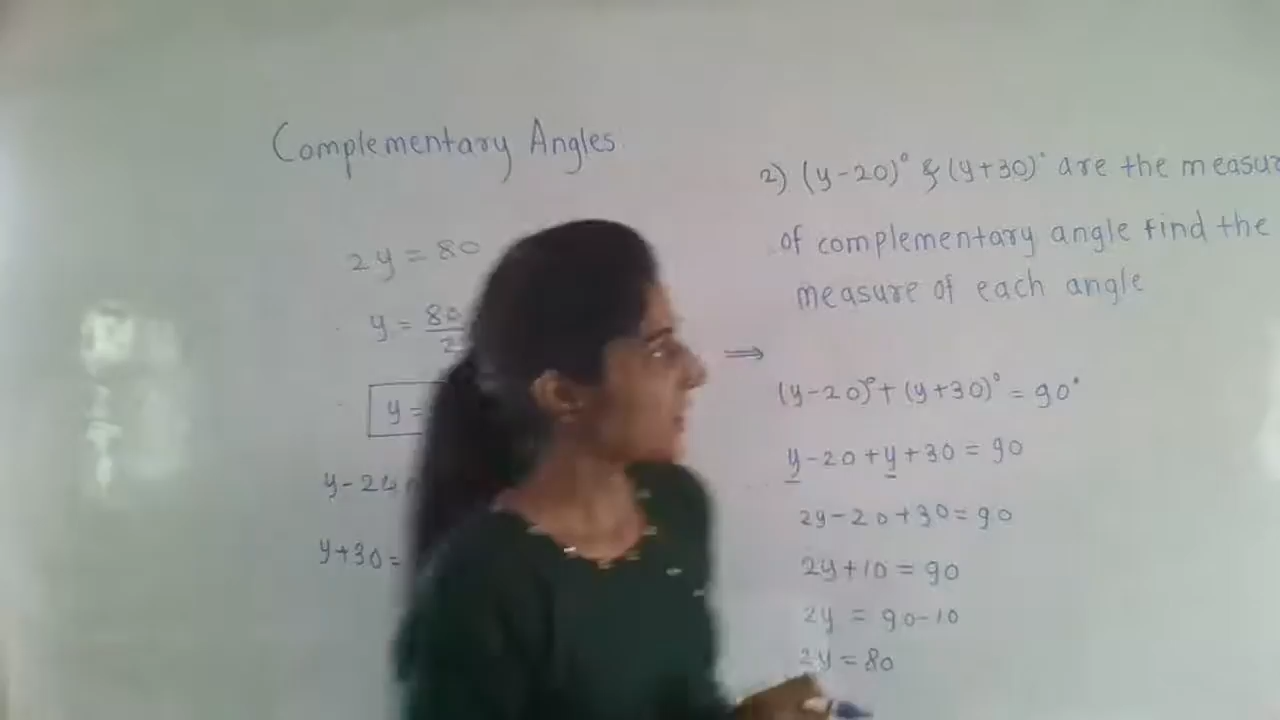 Complementary Angles
2y = 80
y = 80
y =
y-20
y+30=
2) (y-20)° & (y+30)° are the
of complementary angle find the
measure of each angle
⇒
(y-20)°+ (y+30)° = 90°
y-20+y+30 = 90
2y-20+30=90
2y+10 = 90
2y = 90-10
2y = 80